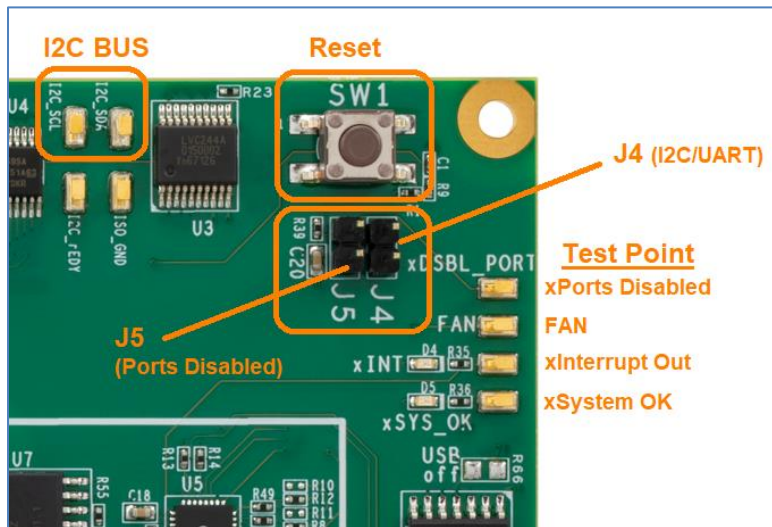 I2C BUS
Reset
I2C_SCL
I2C_SDA
R23
SW1
U4
LVC244A
U3
C1
R9
J4 (I2C/UART)
I2C_rEDY
ISO_GND
R39
C20
J5
J4
xDSBL_PORT
Test Point
xPorts Disabled
FAN
FAN
J5
(Ports Disabled)
xINT
D4
R35
xInterrupt Out
D5
R36
xSystem OK
xSYS_OK
USB
off
R66
U7
R13
R14
U5
R55
C18
R49
R10
R12
R11